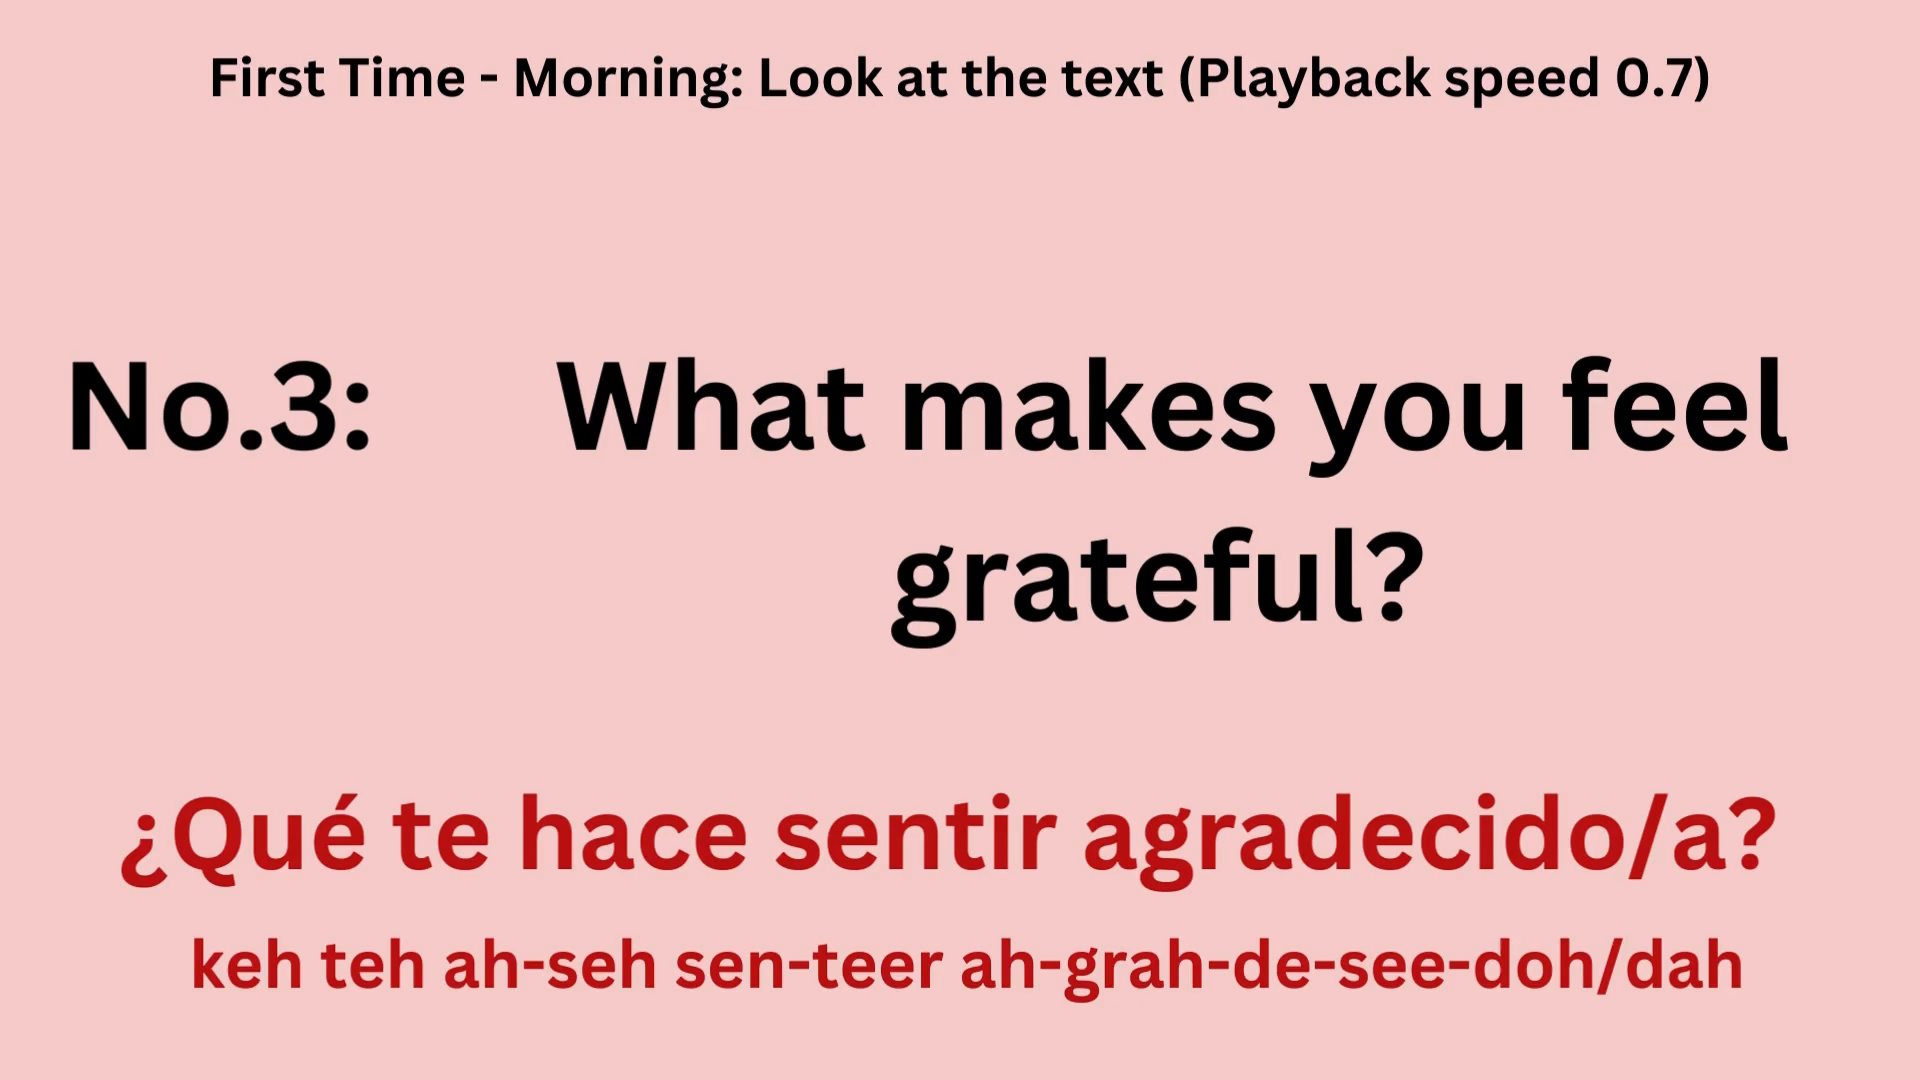 First Time - Morning: Look at the text (Playback speed 0.7)
No.3: What makes you feel
grateful?
¿Qué te hace sentir agradecido/a?
keh teh ah-seh sen-teer ah-grah-de-see-doh/dah